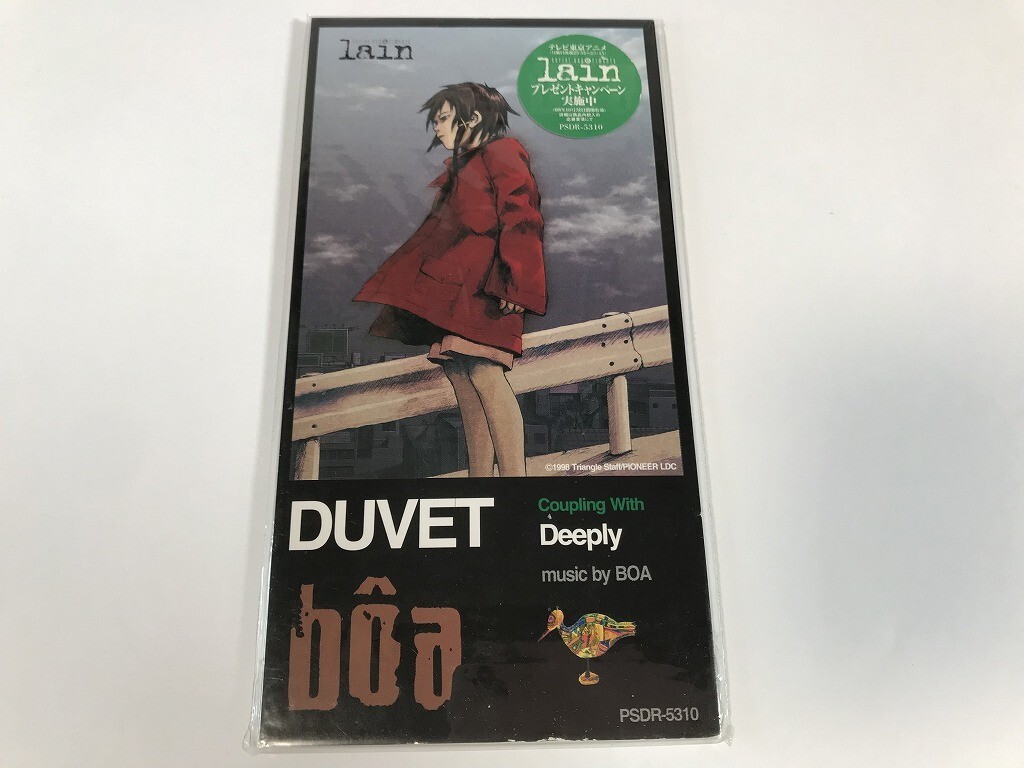 lain
テレビ東京アニメ
lain
プレゼントキャンペーン
実施中
PSDR-5310
©1998 Triangle Staff/PIONEER LDC
DUVET
Coupling With
Deeply
music by BOA
bôa
PSDR-5310